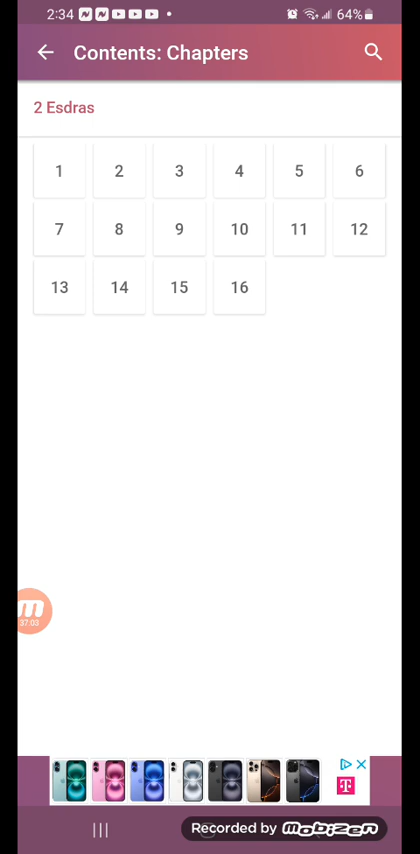 2:34 64%
Contents: Chapters
2 Esdras
1 2 3 4 5 6
7 8 9 10 11 12
13 14 15 16
37:03
T
Recorded by mobizen